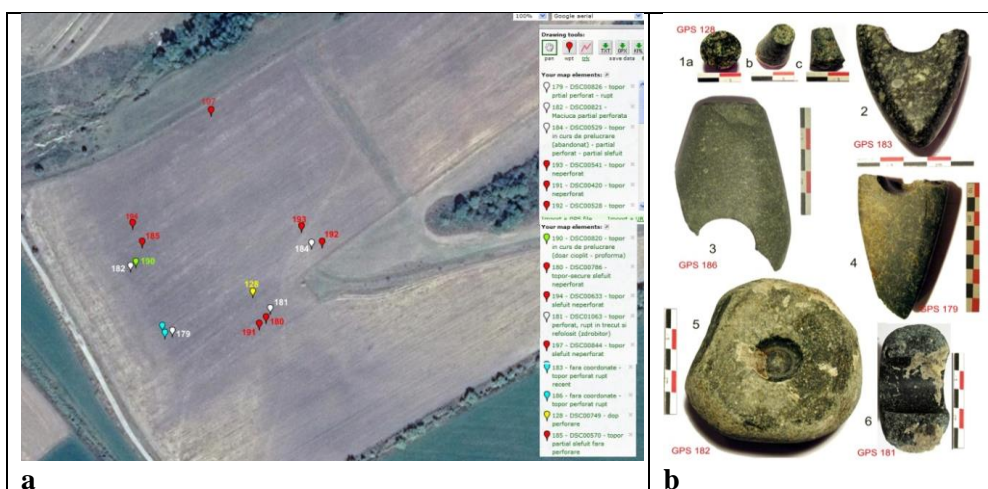 100% Google aerial
Drawing tools:
pan wpt trk save data
TXT GPX KML
Your map elements:
179 - DSC00826 - topor
prtial perforat - rupt
182 - DSC00821 -
Maciuca partial perforata
184 - DSC00529 - topor
in curs de prelucrare
(abandonat) - partial
perforat - partial slefuit
193 - DSC00541 - topor
neperforat
191 - DSC00420 - topor
neperforat
192 - DSC00528 - topor
Your map elements:
190 - DSC00820 - topor
in curs de prelucrare
(doar cioplit - proforma)
180 - DSC00786 -
topor-secure slefuit
neperforat
194 - DSC00633 - topor
slefuit neperforat
181 - DSC01063 - topor
perforat, rupt in trecut si
refolosit (zdrobitor)
197 - DSC00844 - topor
slefuit neperforat
183 - fara coordonate -
topor perforat rupt
recent
186 - fara coordonate -
topor perforat rupt
128 - DSC00749 - dop
perforare
185 - DSC00570 - topor
partial slefuit fara
perforare
197
185
193
192
184
190
182
128
181
180
191
179
a
GPS 128
1a b c
2
GPS 183
3
GPS 186
4
GPS 179
5
GPS 182
6
GPS 181
b